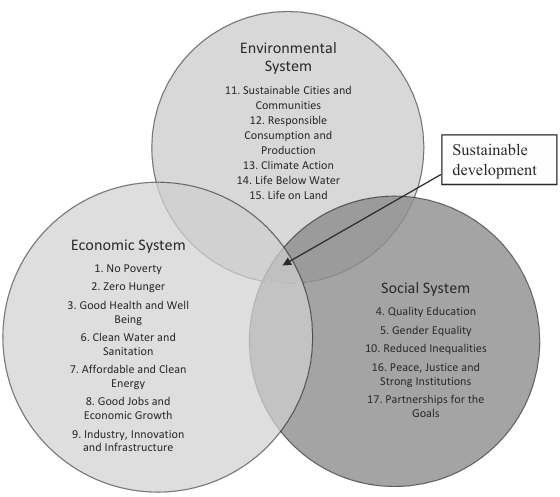 Environmental
System
11. Sustainable Cities and
Communities
12. Responsible
Consumption and
Production
13. Climate Action
14. Life Below Water
15. Life on Land
Sustainable
development
Economic System
1. No Poverty
2. Zero Hunger
3. Good Health and Well
Being
6. Clean Water and
Sanitation
7. Affordable and Clean
Energy
8. Good Jobs and
Economic Growth
9. Industry, Innovation
and Infrastructure
Social System
4. Quality Education
5. Gender Equality
10. Reduced Inequalities
16. Peace, Justice and
Strong Institutions
17. Partnerships for the
Goals